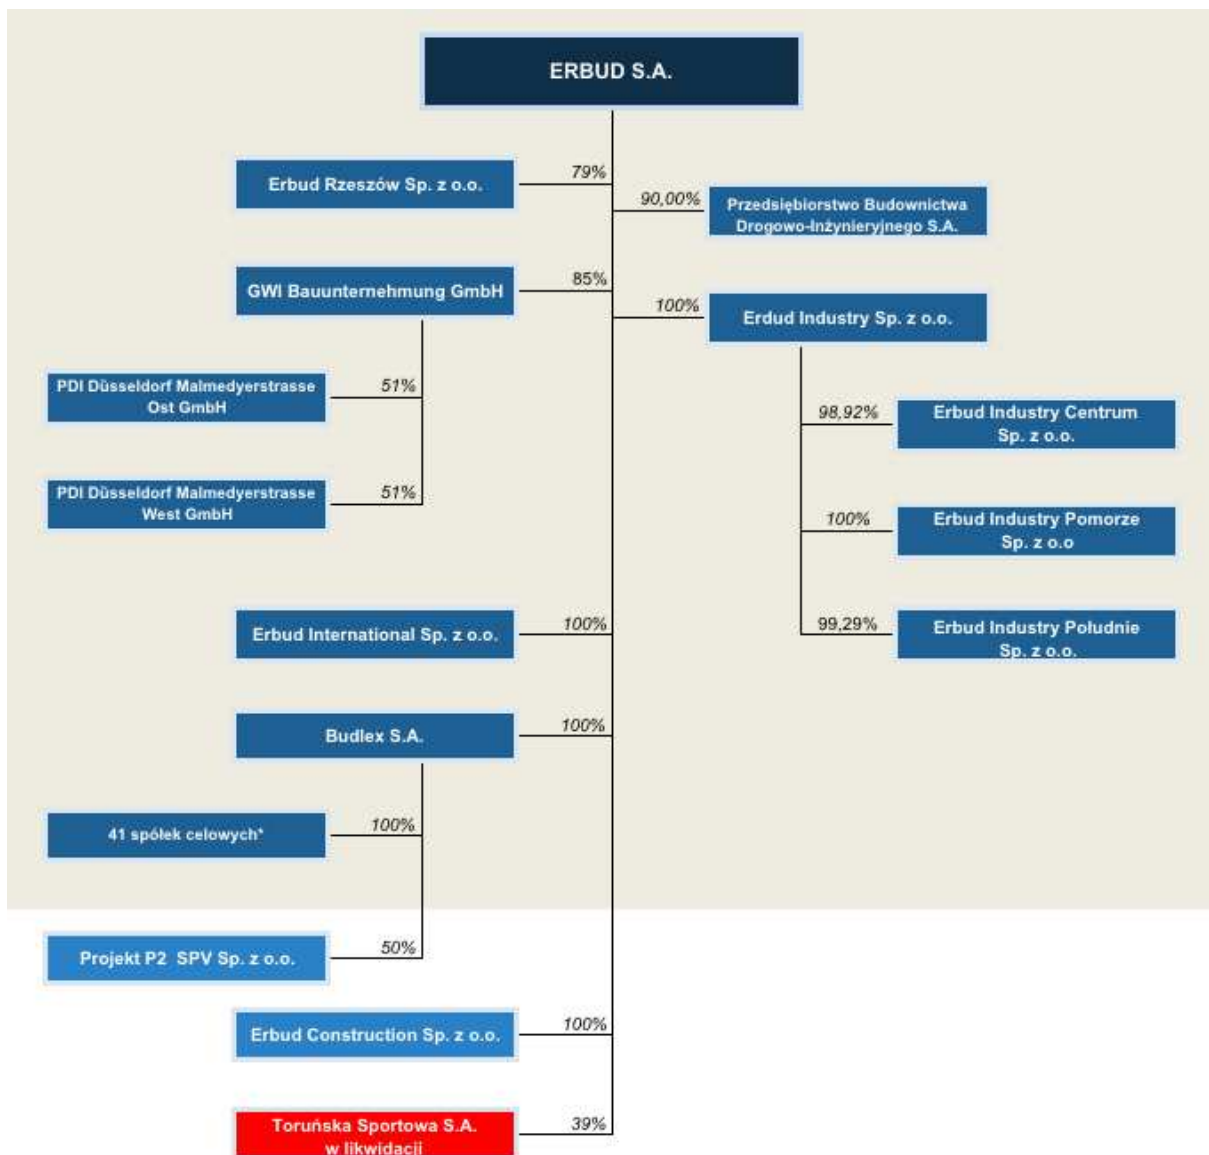 ERBUD S.A.
79%
Erbud Rzeszów Sp. z o.o.
90,00%
Przedsiębiorstwo Budownictwa
Drogowo-Inżynieryjnego S.A.
85%
GWI Bauunternehmung GmbH
100%
Erdud Industry Sp. z o.o.
51%
PDI Düsseldorf Malmedyerstrasse
Ost GmbH
98,92%
Erbud Industry Centrum
Sp. z o.o.
51%
PDI Düsseldorf Malmedyerstrasse
West GmbH
100%
Erbud Industry Pomorze
Sp. z o.o
100%
Erbud International Sp. z o.o.
99,29%
Erbud Industry Południe
Sp. z o.o.
100%
Budlex S.A.
100%
41 spółek celowych*
50%
Projekt P2 SPV Sp. z o.o.
100%
Erbud Construction Sp. z o.o.
39%
Toruńska Sportowa S.A.
w likwidacji